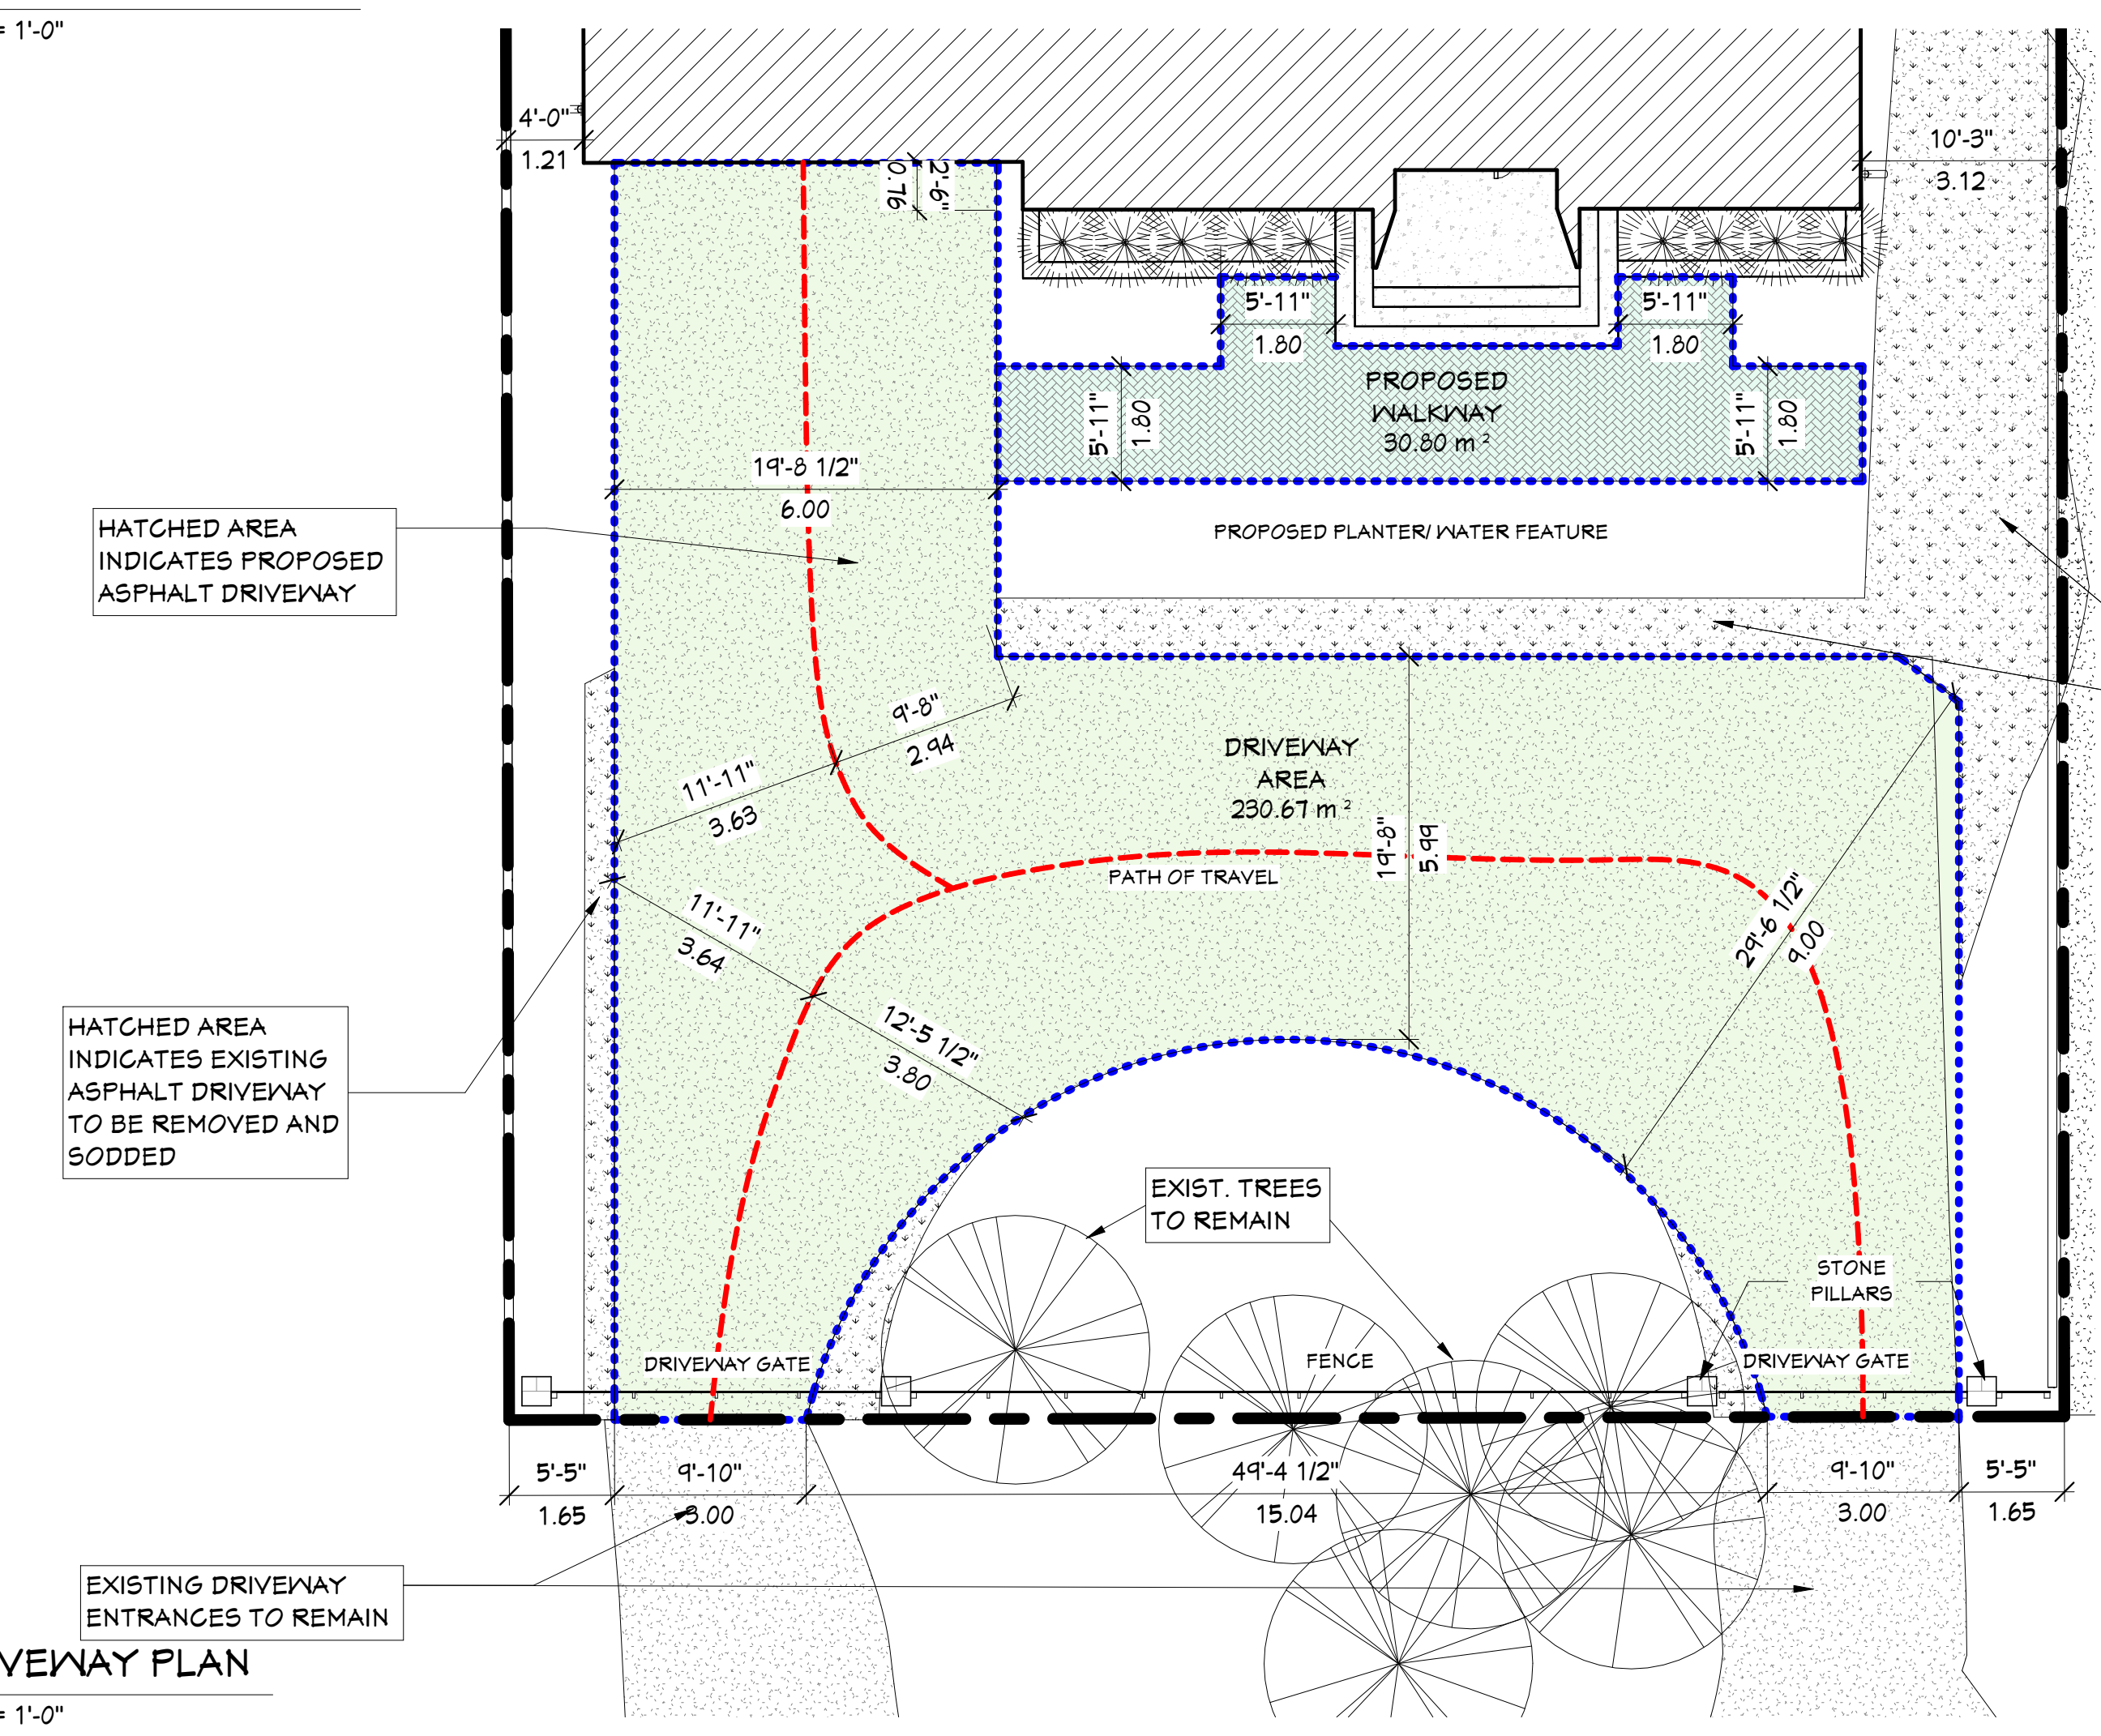 = 1'-0"
4'-0"
1.21
0.76
2'-6"
10'-3"
3.12
5'-11"
1.80
5'-11"
1.80
PROPOSED
WALKWAY
30.80 m²
5'-11"
1.80
5'-11"
1.80
19'-8 1/2"
6.00
PROPOSED PLANTER/ WATER FEATURE
HATCHED AREA
INDICATES PROPOSED
ASPHALT DRIVEWAY
9'-8"
2.94
11'-11"
3.63
DRIVEWAY
AREA
230.67 m²
19'-8"
5.99
PATH OF TRAVEL
29'-6 1/2"
9.00
11'-11"
3.64
12'-5 1/2"
3.80
HATCHED AREA
INDICATES EXISTING
ASPHALT DRIVEWAY
TO BE REMOVED AND
SODDED
EXIST. TREES
TO REMAIN
STONE
PILLARS
DRIVEWAY GATE
FENCE
DRIVEWAY GATE
5'-5"
1.65
9'-10"
3.00
49'-4 1/2"
15.04
9'-10"
3.00
5'-5"
1.65
EXISTING DRIVEWAY
ENTRANCES TO REMAIN
VEWAY PLAN
= 1'-0"